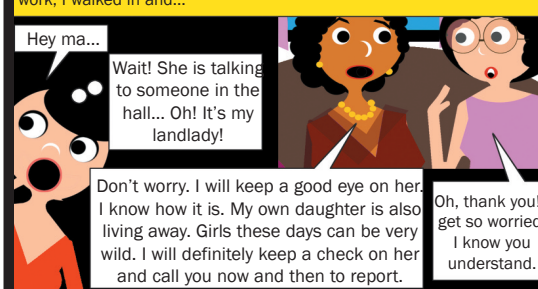 work, I walked in and...
Hey ma...
Wait! She is talking
to someone in the
hall... Oh! It's my
landlady!
Don't worry. I will keep a good eye on her.
I know how it is. My own daughter is also
living away. Girls these days can be very
wild. I will definitely keep a check on her
and call you now and then to report.
Oh, thank you!
get so worried
I know you
understand.